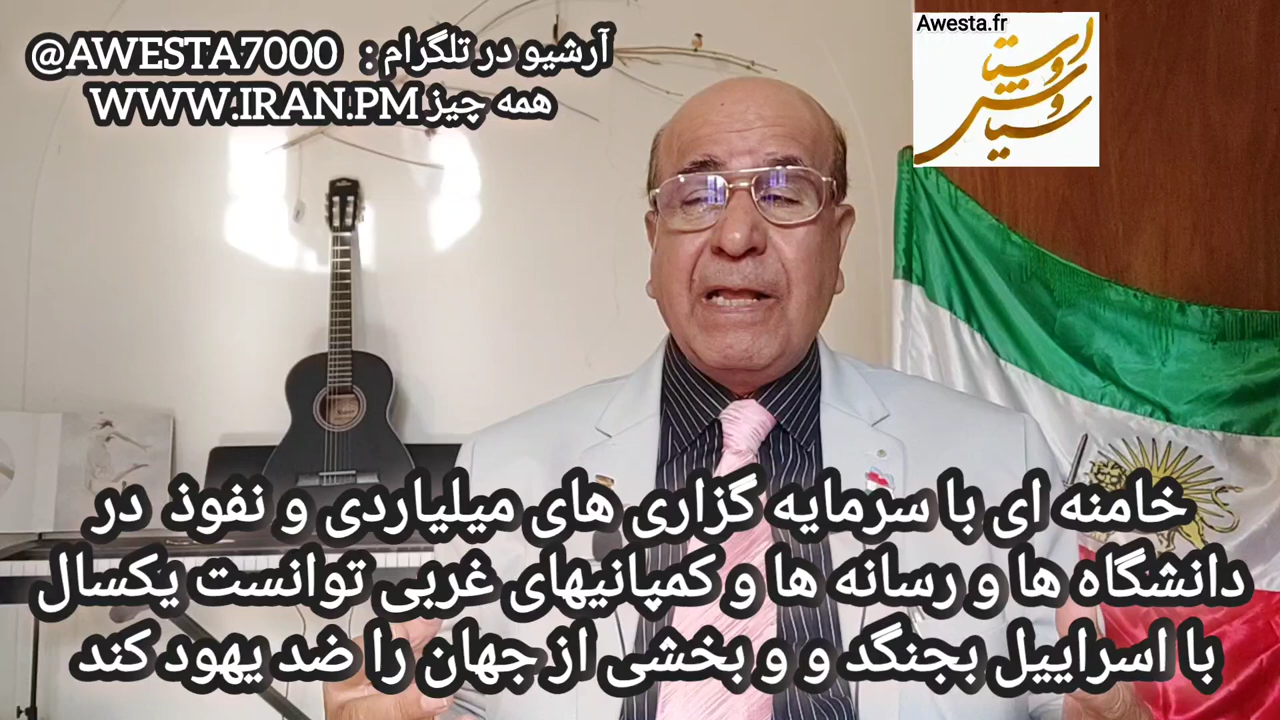 آرشیو در تلگرام : @AWESTA7000
همه چیز WWW.IRAN.PM
Awesta.fr
اوستا
و
سیاوش
خامنه ای با سرمایه گزاری های میلیاردی و نفوذ در
دانشگاه ها و رسانه ها و کمپانیهای غربی توانست یکسال
با اسراییل بجنگد و و بخشی از جهان را ضد یهود کند